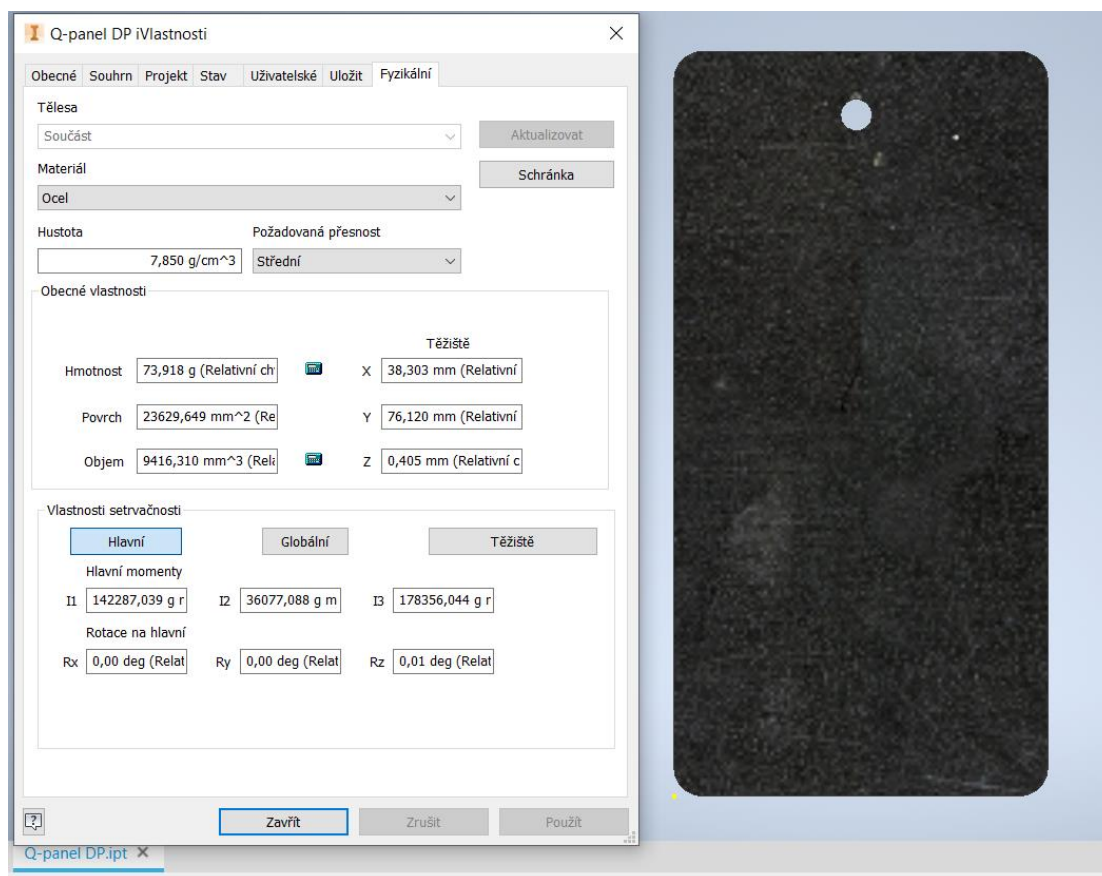 Q-panel DP iVlastnosti
Obecné Souhrn Projekt Stav Uživatelské Uložit Fyzikální
Tělesa
Součást Aktualizovat
Materiál Schránka
Ocel
Hustota Požadovaná přesnost
7,850 g/cm^3 Střední
Obecné vlastnosti
Těžiště
Hmotnost 73,918 g (Relativní ch X 38,303 mm (Relativní
Povrch 23629,649 mm^2 (Re Y 76,120 mm (Relativní
Objem 9416,310 mm^3 (Rela Z 0,405 mm (Relativní c
Vlastnosti setrvačnosti
Hlavní Globální Těžiště
Hlavní momenty
I1 142287,039 g r I2 36077,088 g m I3 178356,044 g r
Rotace na hlavní
Rx 0,00 deg (Relat Ry 0,00 deg (Relat Rz 0,01 deg (Relat
? Zavřít Zrušit Použít
Q-panel DP.ipt